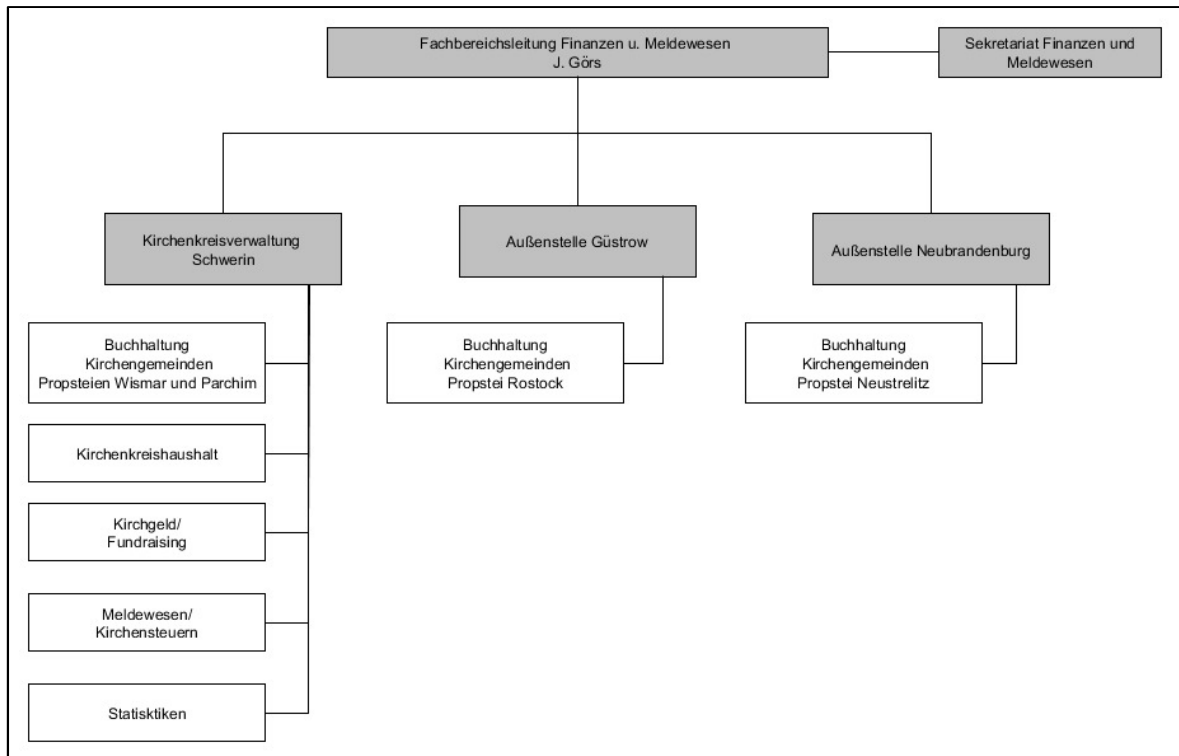 Fachbereichsleitung Finanzen u. Meldewesen
J. Görs
Sekretariat Finanzen und
Meldewesen
Kirchenkreisverwaltung
Schwerin
Außenstelle Güstrow
Außenstelle Neubrandenburg
Buchhaltung
Kirchengemeinden
Propsteien Wismar und Parchim
Buchhaltung
Kirchengemeinden
Propstei Rostock
Buchhaltung
Kirchengemeinden
Propstei Neustrelitz
Kirchenkreishaushalt
Kirchgeld/
Fundraising
Meldewesen/
Kirchensteuern
Statisktiken